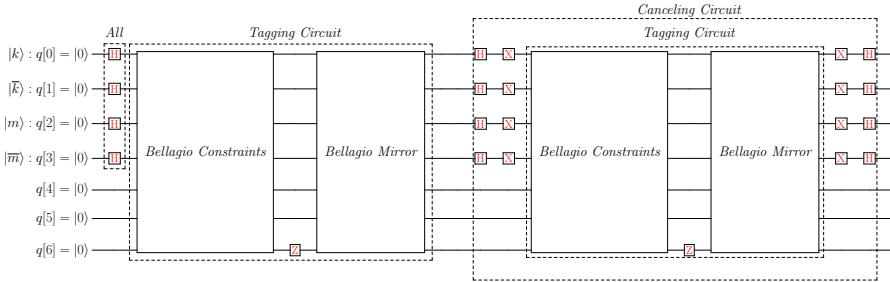 Canceling Circuit
All Tagging Circuit Tagging Circuit
|k⟩ : q[0] = |0⟩ H H X X H
|k̅⟩ : q[1] = |0⟩ H H X X H
|m⟩ : q[2] = |0⟩ H H X X H
Bellagio Constraints Bellagio Mirror Bellagio Constraints Bellagio Mirror
|m̅⟩ : q[3] = |0⟩ H H X X H
q[4] = |0⟩
q[5] = |0⟩
q[6] = |0⟩ Z Z